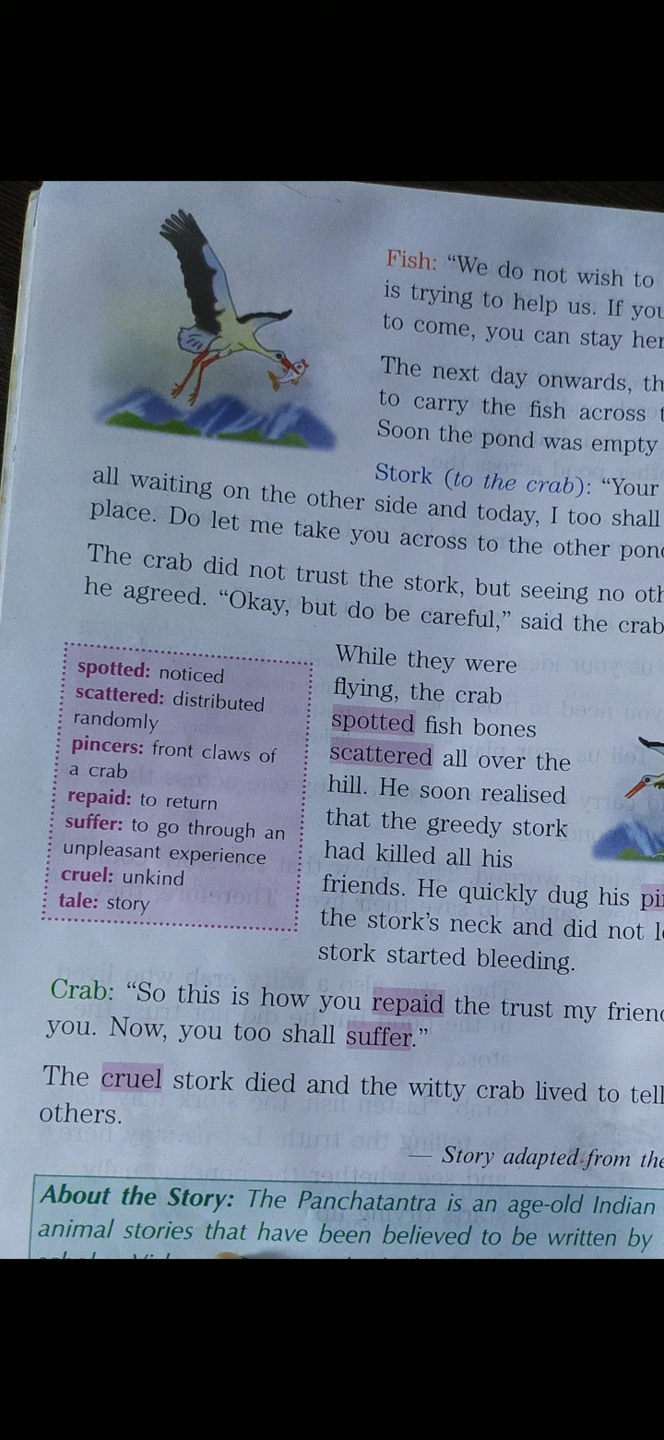 Fish: “We do not wish to
is trying to help us. If you
to come, you can stay her
The next day onwards, th
to carry the fish across t
Soon the pond was empty
Stork (to the crab): “Your
all waiting on the other side and today, I too shall
place. Do let me take you across to the other pon
The crab did not trust the stork, but seeing no oth
he agreed. “Okay, but do be careful,” said the crab
spotted: noticed
scattered: distributed
randomly
pincers: front claws of
a crab
repaid: to return
suffer: to go through an
unpleasant experience
cruel: unkind
tale: story
While they were
flying, the crab
spotted fish bones
scattered all over the
hill. He soon realised
that the greedy stork
had killed all his
friends. He quickly dug his pi
the stork’s neck and did not l
stork started bleeding.
Crab: “So this is how you repaid the trust my frien
you. Now, you too shall suffer.”
The cruel stork died and the witty crab lived to tell
others.
— Story adapted from the
About the Story: The Panchatantra is an age-old Indian
animal stories that have been believed to be written by